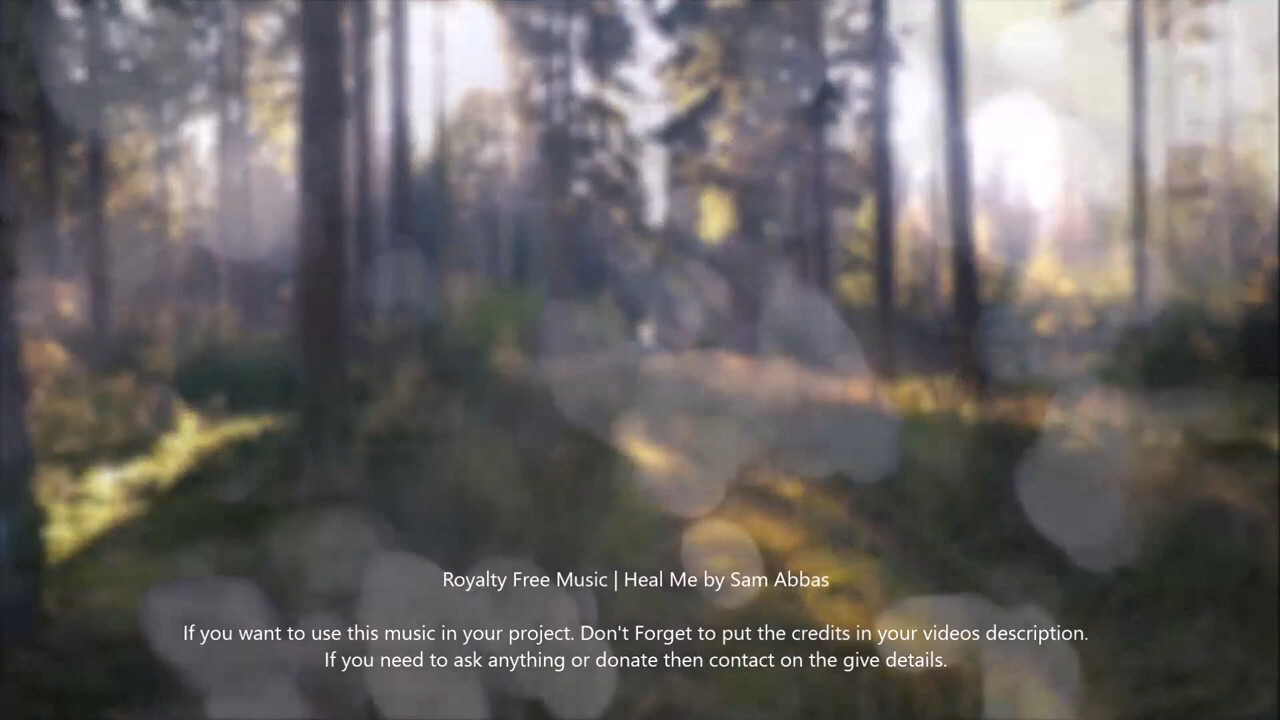 Royalty Free Music | Heal Me by Sam Abbas
If you want to use this music in your project. Don't Forget to put the credits in your videos description.
If you need to ask anything or donate then contact on the give details.